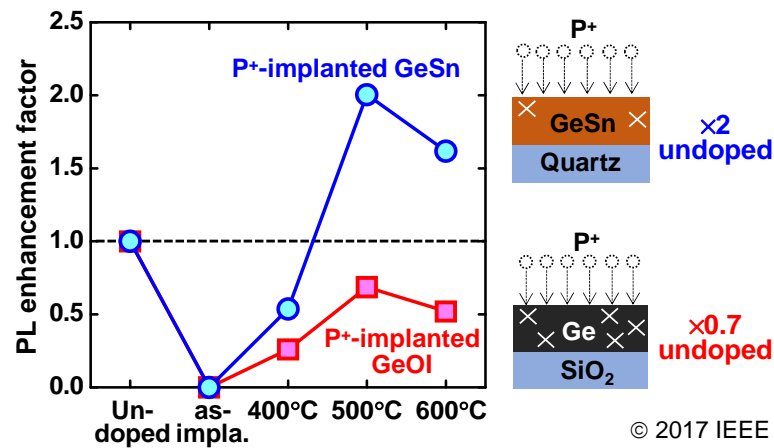 PL enhancement factor
2.5
2.0
1.5
1.0
0.5
0.0
P⁺-implanted GeSn
P⁺-implanted
GeOI
Un-
doped
as-
impla.
400°C
500°C
600°C
P⁺
GeSn
Quartz
×2
undoped
P⁺
Ge
SiO₂
×0.7
undoped
© 2017 IEEE